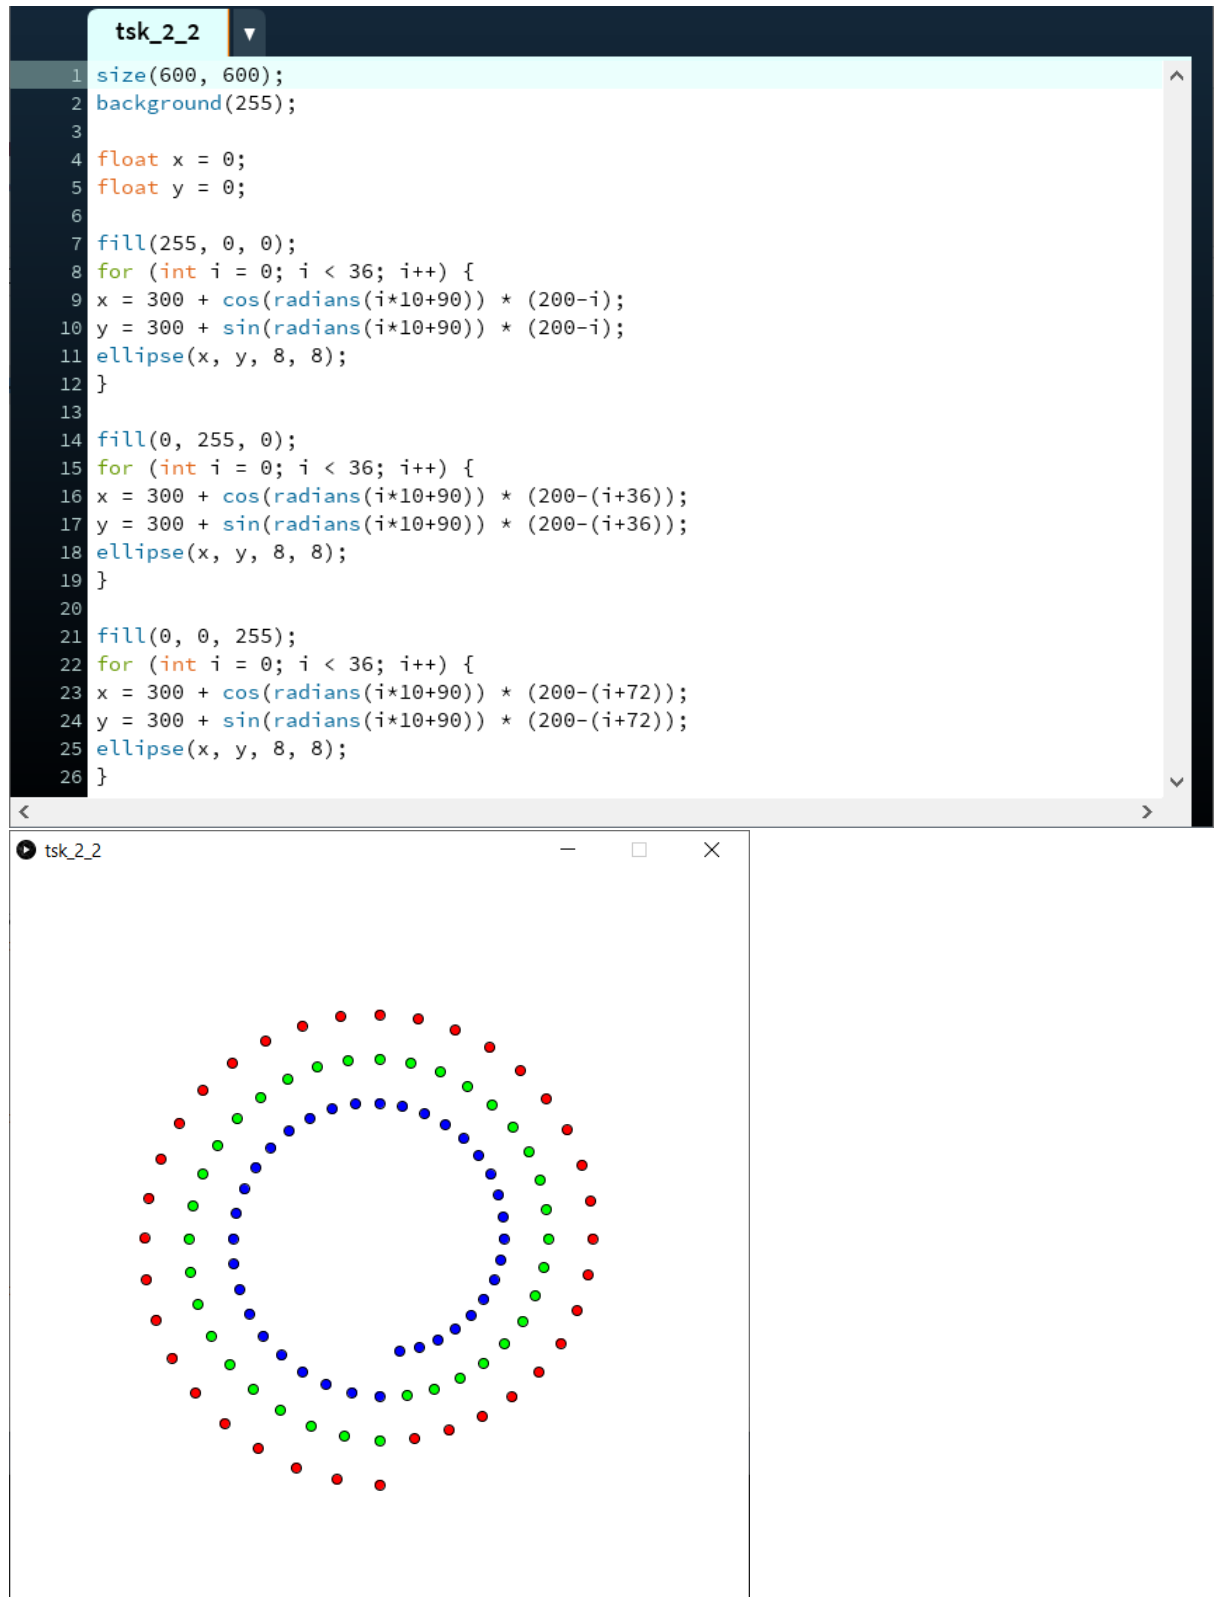 tsk_2_2
1 size(600, 600);
2 background(255);
3
4 float x = 0;
5 float y = 0;
6
7 fill(255, 0, 0);
8 for (int i = 0; i < 36; i++) {
9 x = 300 + cos(radians(i*10+90)) * (200-i);
10 y = 300 + sin(radians(i*10+90)) * (200-i);
11 ellipse(x, y, 8, 8);
12 }
13
14 fill(0, 255, 0);
15 for (int i = 0; i < 36; i++) {
16 x = 300 + cos(radians(i*10+90)) * (200-(i+36));
17 y = 300 + sin(radians(i*10+90)) * (200-(i+36));
18 ellipse(x, y, 8, 8);
19 }
20
21 fill(0, 0, 255);
22 for (int i = 0; i < 36; i++) {
23 x = 300 + cos(radians(i*10+90)) * (200-(i+72));
24 y = 300 + sin(radians(i*10+90)) * (200-(i+72));
25 ellipse(x, y, 8, 8);
26 }
tsk_2_2